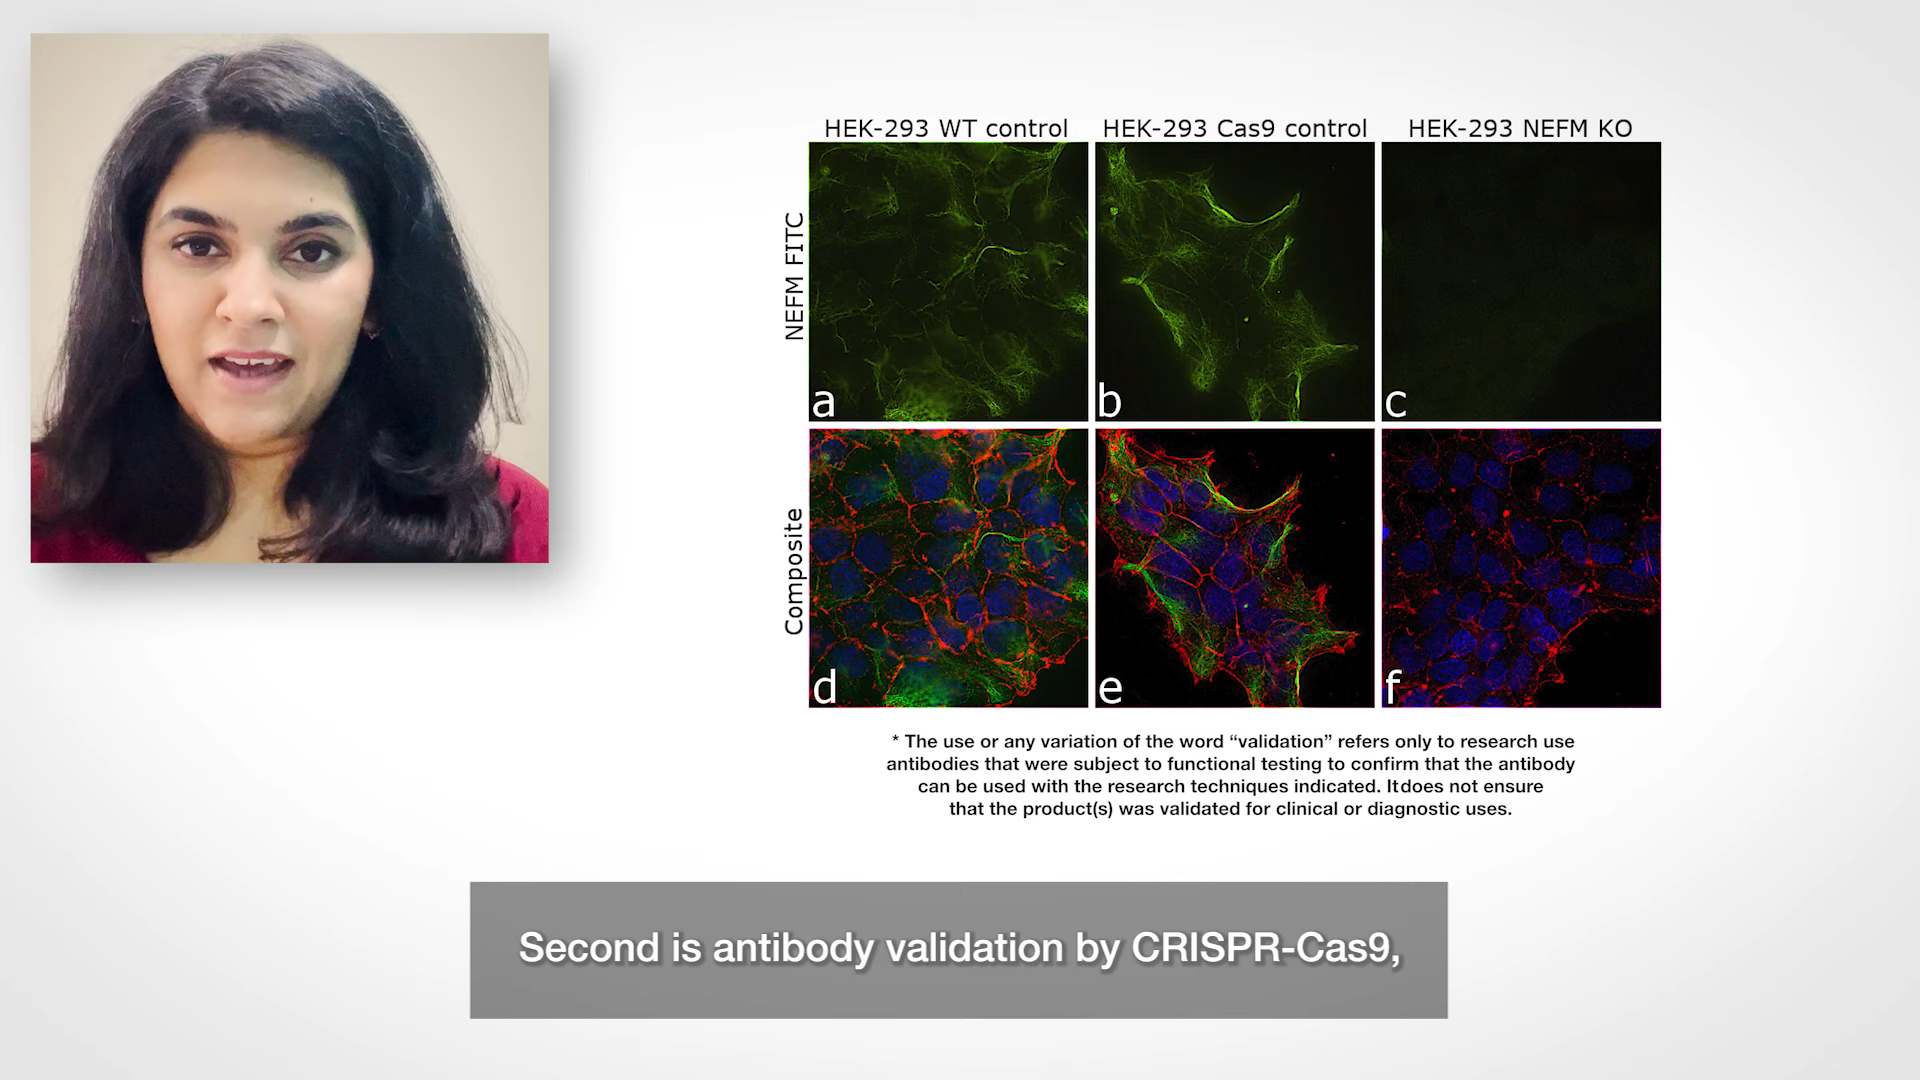 HEK-293 WT control HEK-293 Cas9 control HEK-293 NEFM KO
NEFM FITC
a b c
Composite
d e f
* The use or any variation of the word “validation” refers only to research use
antibodies that were subject to functional testing to confirm that the antibody
can be used with the research techniques indicated. It does not ensure
that the product(s) was validated for clinical or diagnostic uses.
Second is antibody validation by CRISPR-Cas9,